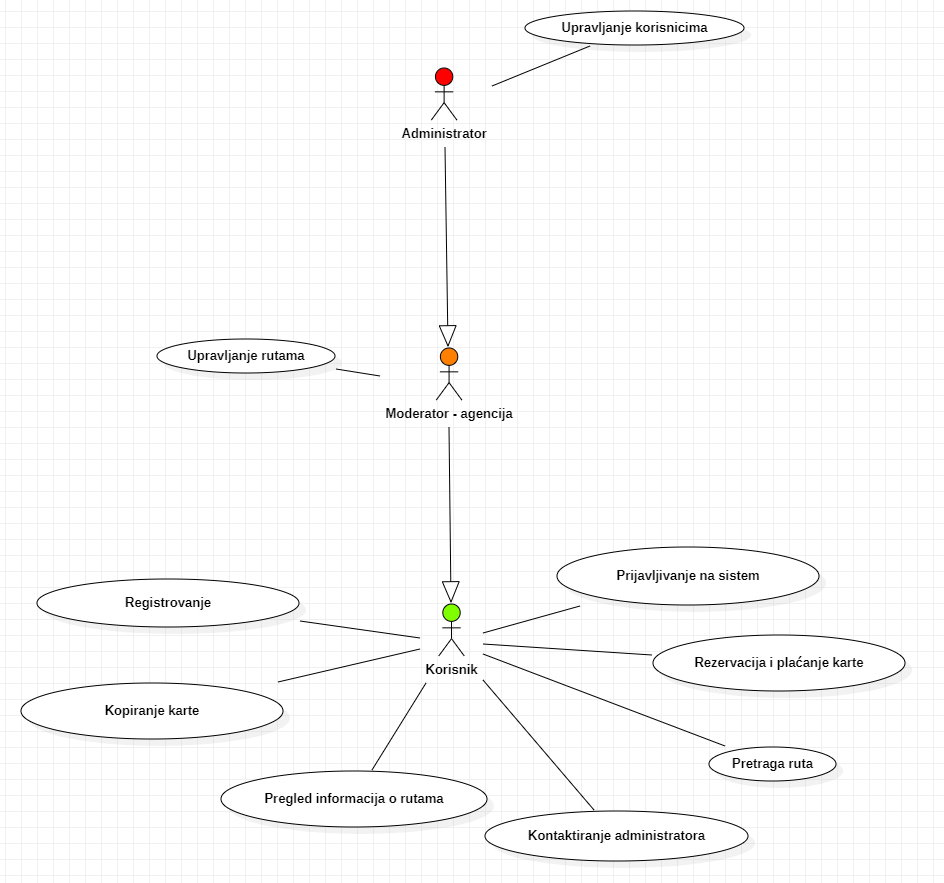 Upravljanje korisnicima
Administrator
Upravljanje rutama
Moderator - agencija
Prijavljivanje na sistem
Registrovanje
Rezervacija i plaćanje karte
Korisnik
Kopiranje karte
Pretraga ruta
Pregled informacija o rutama
Kontaktiranje administratora